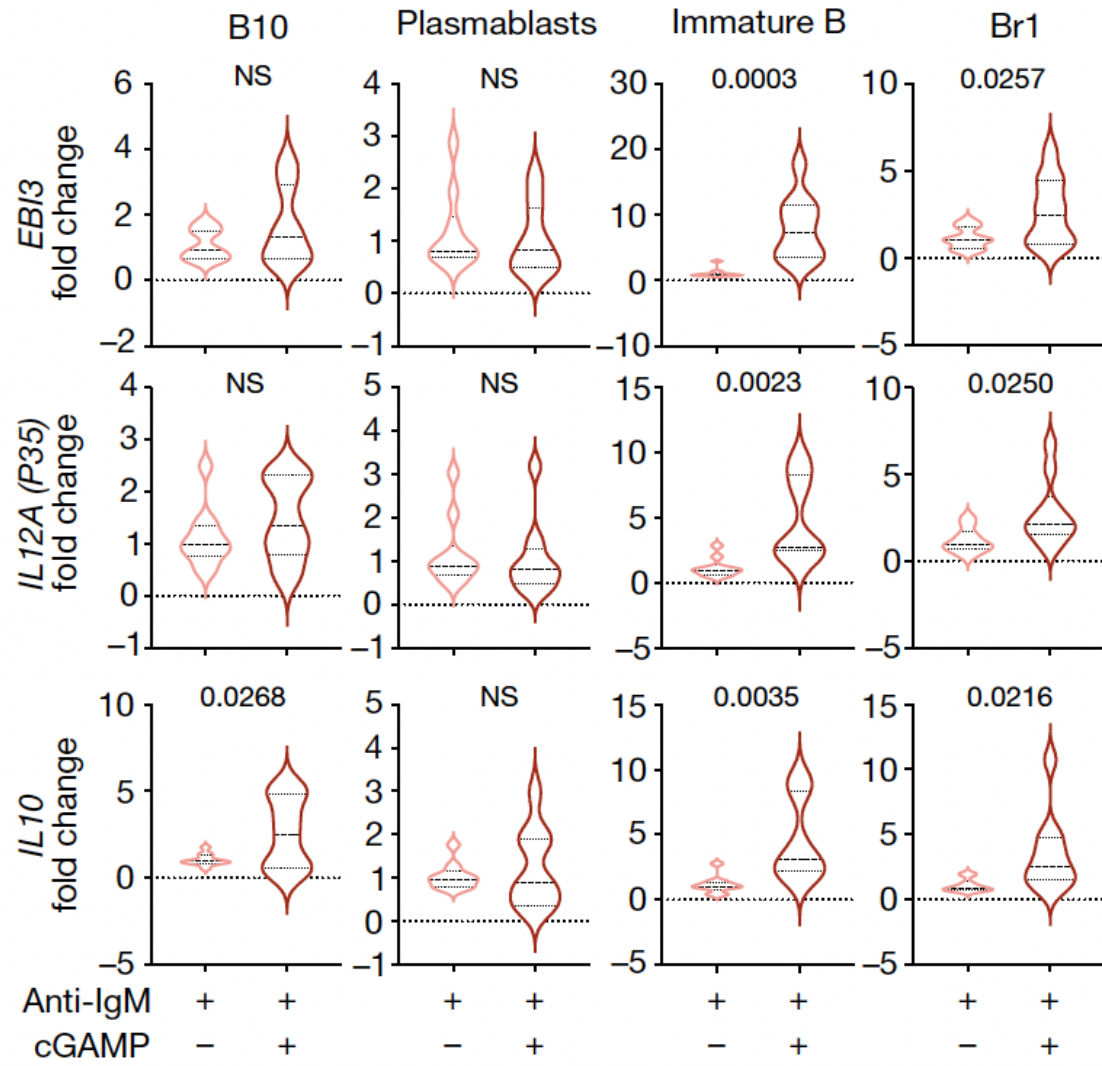 B10 Plasmablasts Immature B Br1
EBI3
fold change
NS NS 0.0003 0.0257
6 4 30 10
4 3 20 5
2 2 10 0
0 1 0 –5
–2 0 –10
–1
IL12A (P35)
fold change
NS NS 0.0023 0.0250
4 5 15 10
3 4 10 5
2 3 5 0
1 2 0 –5
0 1 –5
–1 0
–1
IL10
fold change
0.0268 NS 0.0035 0.0216
10 5 15 15
5 4 10 10
0 3 5 5
–5 2 0 0
1 –5 –5
0
–1
Anti-IgM + + + + + + + +
cGAMP – + – + – + – +